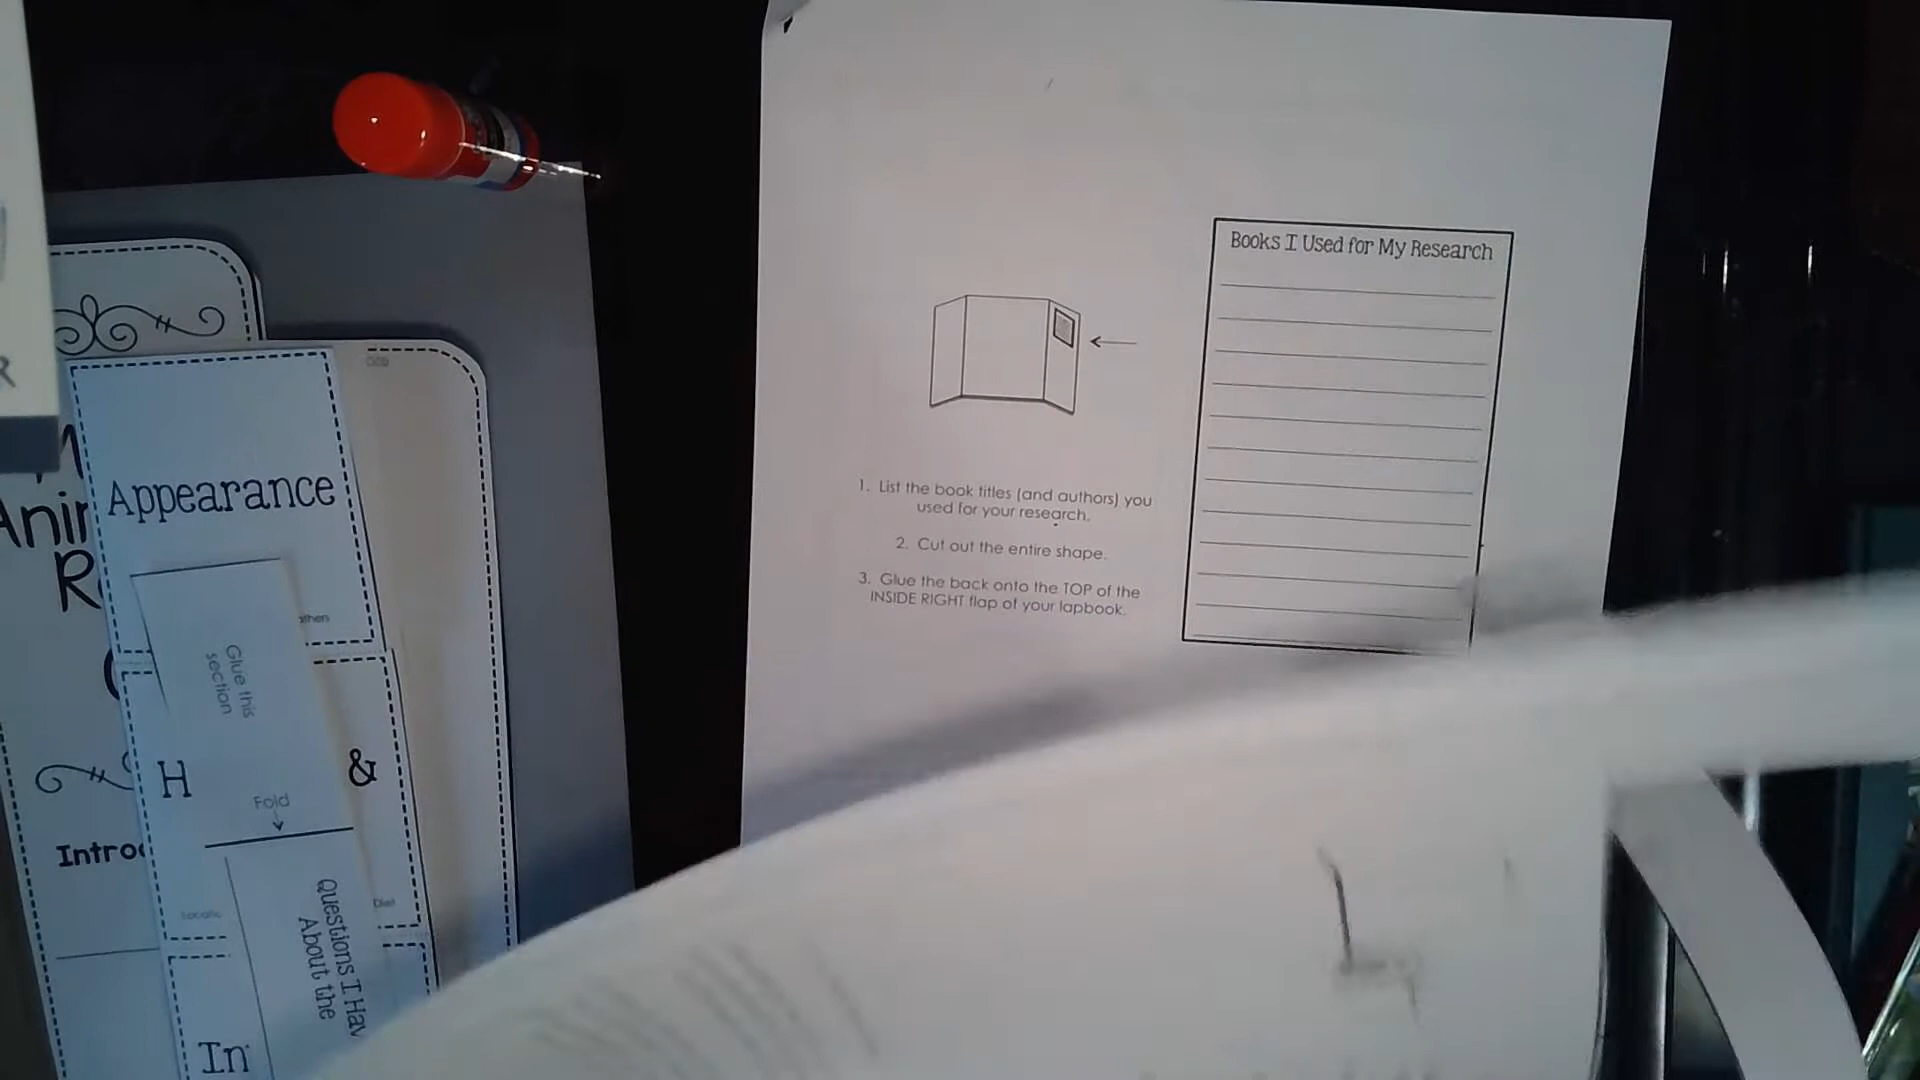 Books I Used for My Research
1. List the book titles (and authors) you
used for your research.
2. Cut out the entire shape.
3. Glue the back onto the TOP of the
INSIDE RIGHT flap of your lapbook.
Appearance
Glue this
section
H &
Fold
Diet
Questions I Hav
About the
In
R